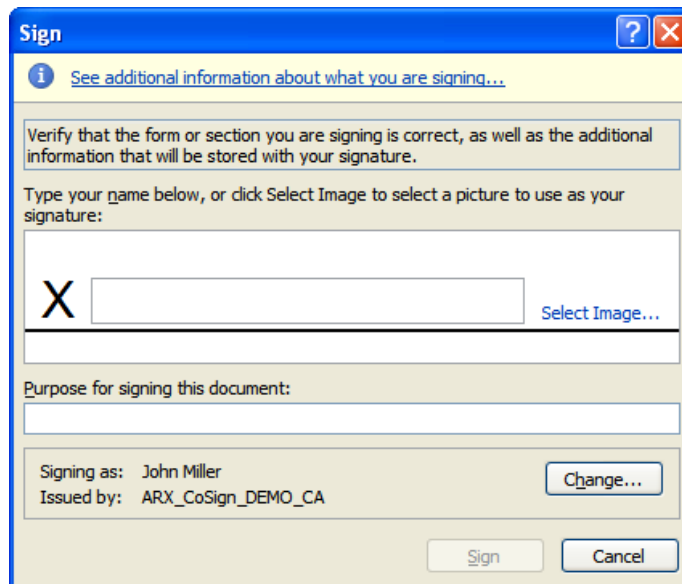 Sign
See additional information about what you are signing...
Verify that the form or section you are signing is correct, as well as the additional
information that will be stored with your signature.
Type your name below, or click Select Image to select a picture to use as your
signature:
X
Select Image...
Purpose for signing this document:
Signing as: John Miller
Change...
Issued by: ARX_CoSign_DEMO_CA
Sign
Cancel